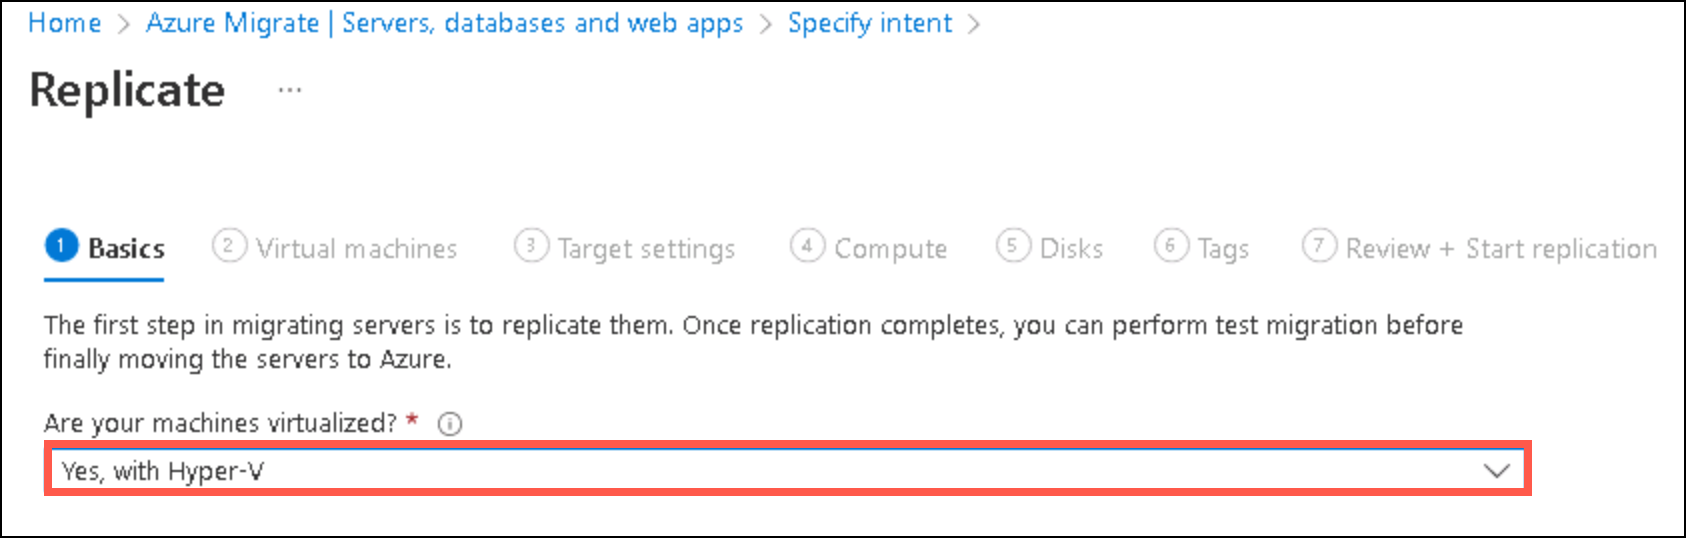 Home > Azure Migrate | Servers, databases and web apps > Specify intent >
Replicate ...
1 Basics 2 Virtual machines 3 Target settings 4 Compute 5 Disks 6 Tags 7 Review + Start replication
The first step in migrating servers is to replicate them. Once replication completes, you can perform test migration before
finally moving the servers to Azure.
Are your machines virtualized? * i
Yes, with Hyper-V